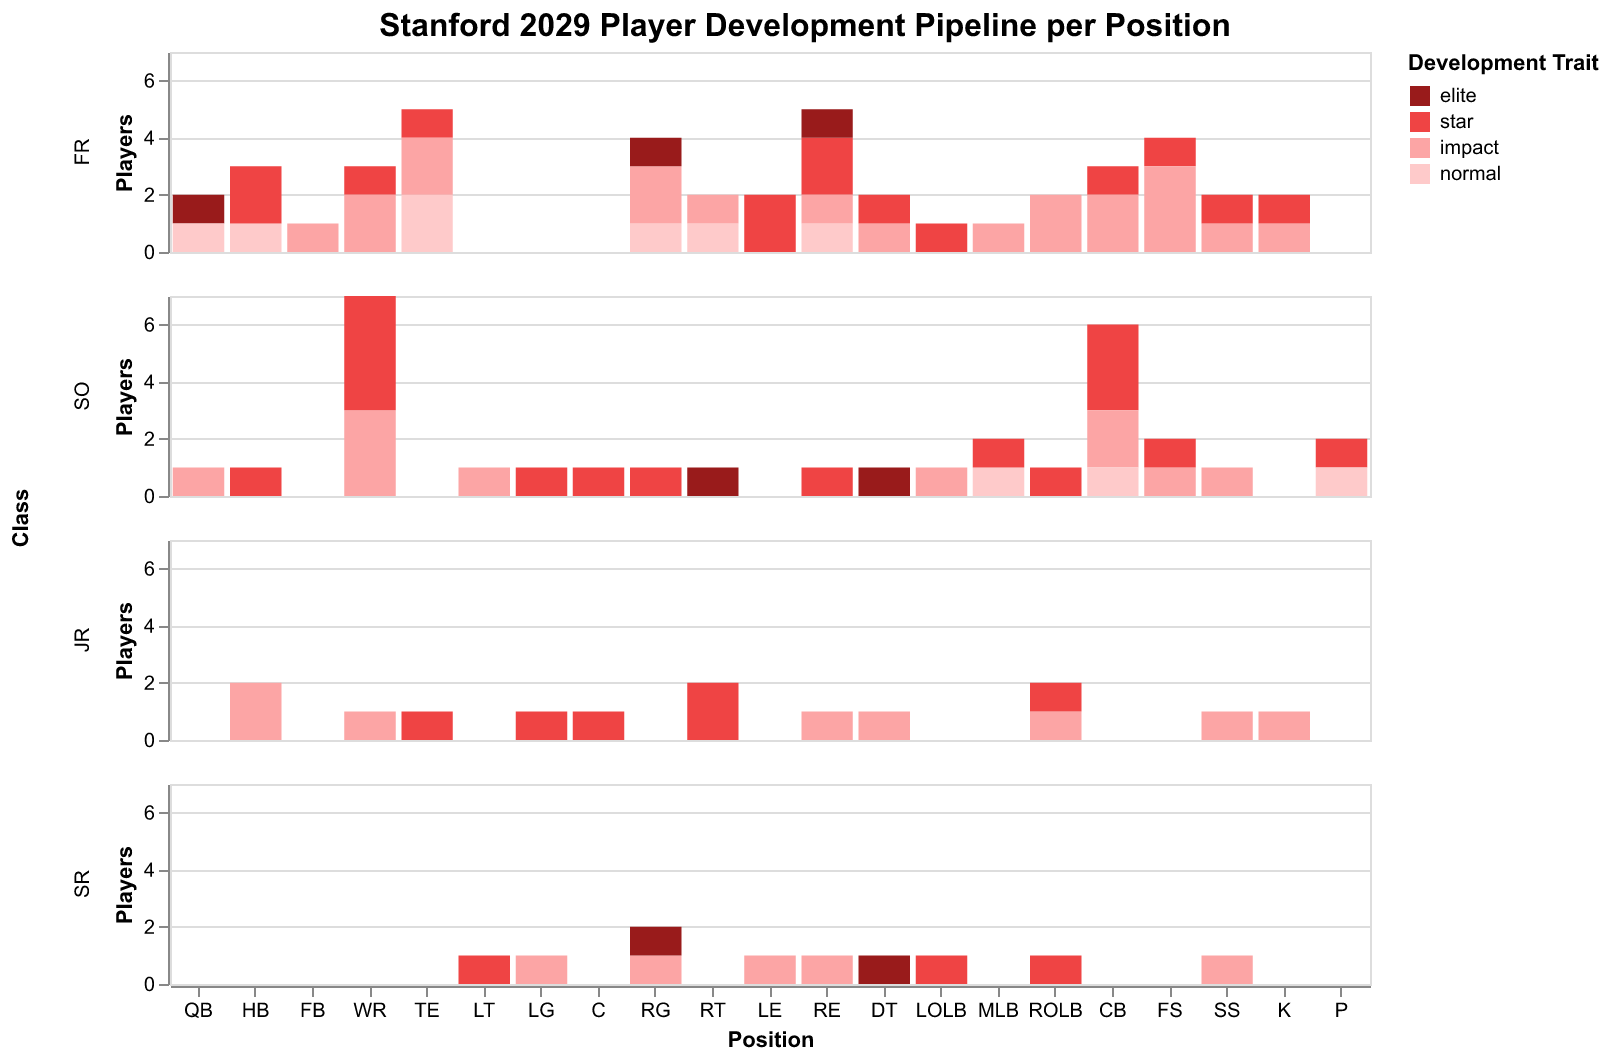 Stanford 2029 Player Development Pipeline per Position
Development Trait
elite
star
impact
normal
Class
FR
Players
6
4
2
0
SO
Players
6
4
2
0
JR
Players
6
4
2
0
SR
Players
6
4
2
0
QB HB FB WR TE LT LG C RG RT LE RE DT LOLB MLB ROLB CB FS SS K P
Position